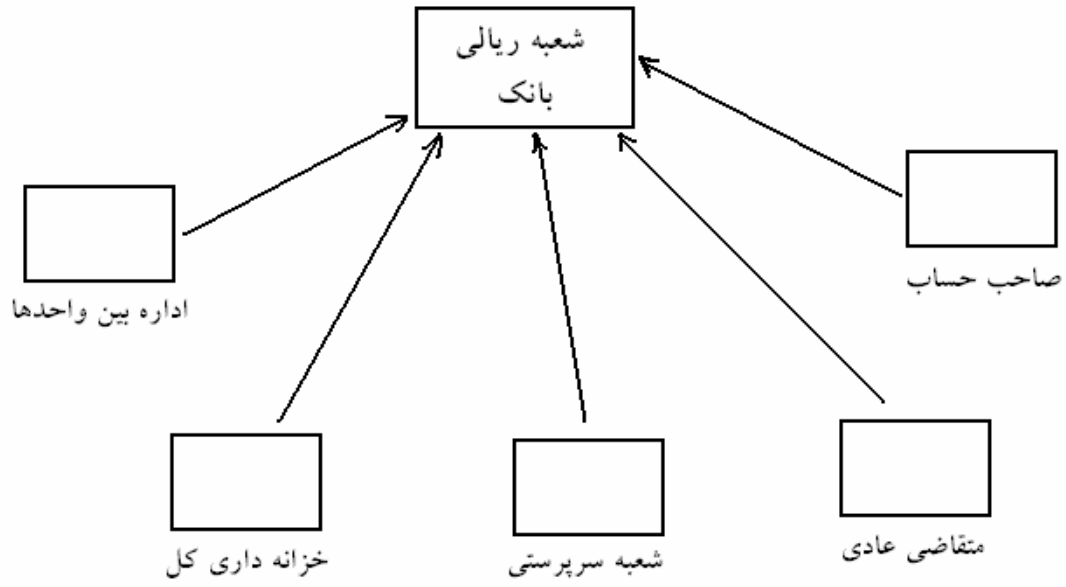 شعبه ریالی
بانک
صاحب حساب
اداره بین واحدها
متقاضی عادی
شعبه سرپرستی
خزانه داری کل